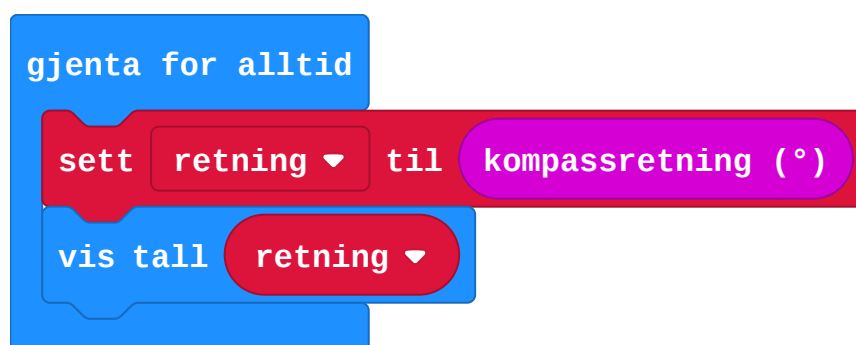 gjenta for alltid
sett retning til kompassretning (°)
vis tall retning